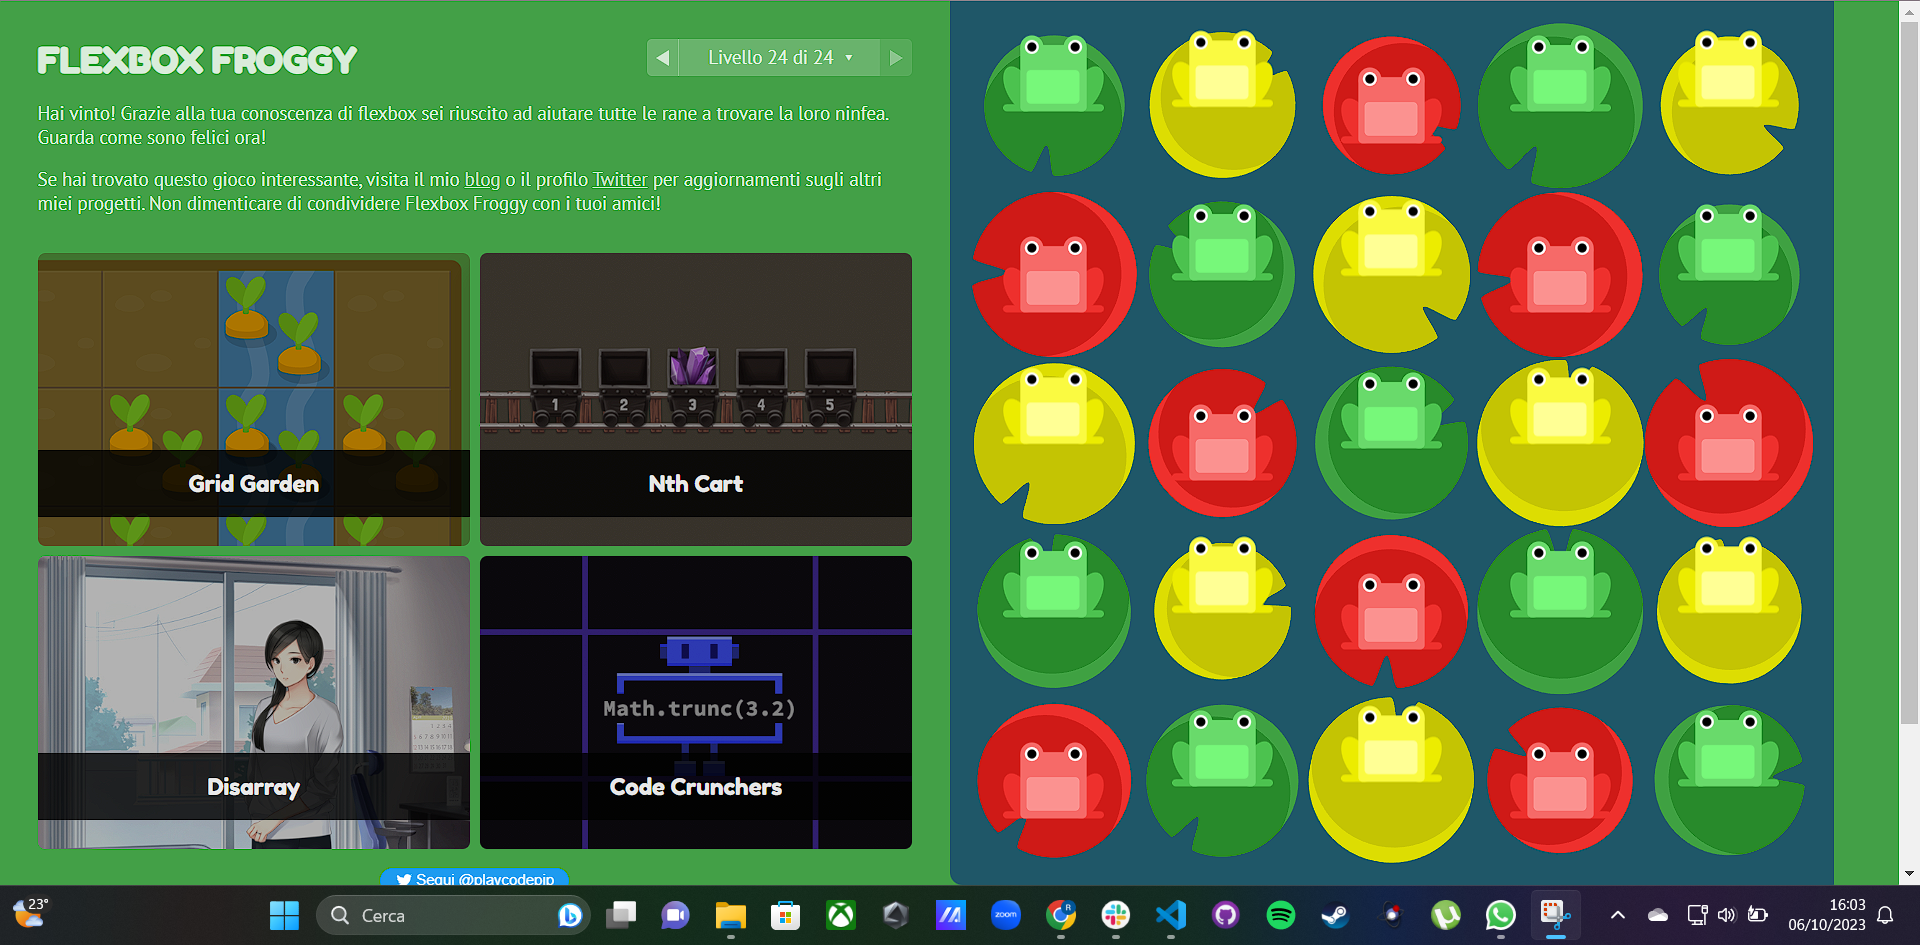 FLEXBOX FROGGY
Livello 24 di 24
Hai vinto! Grazie alla tua conoscenza di flexbox sei riuscito ad aiutare tutte le rane a trovare la loro ninfea.
Guarda come sono felici ora!
Se hai trovato questo gioco interessante, visita il mio blog o il profilo Twitter per aggiornamenti sugli altri
miei progetti. Non dimenticare di condividere Flexbox Froggy con i tuoi amici!
Grid Garden
1 2 3 4 5
Nth Cart
Disarray
Math.trunc(3.2)
Code Crunchers
Segui @playcodepip
23°
Cerca
zoom
R
16:03
06/10/2023